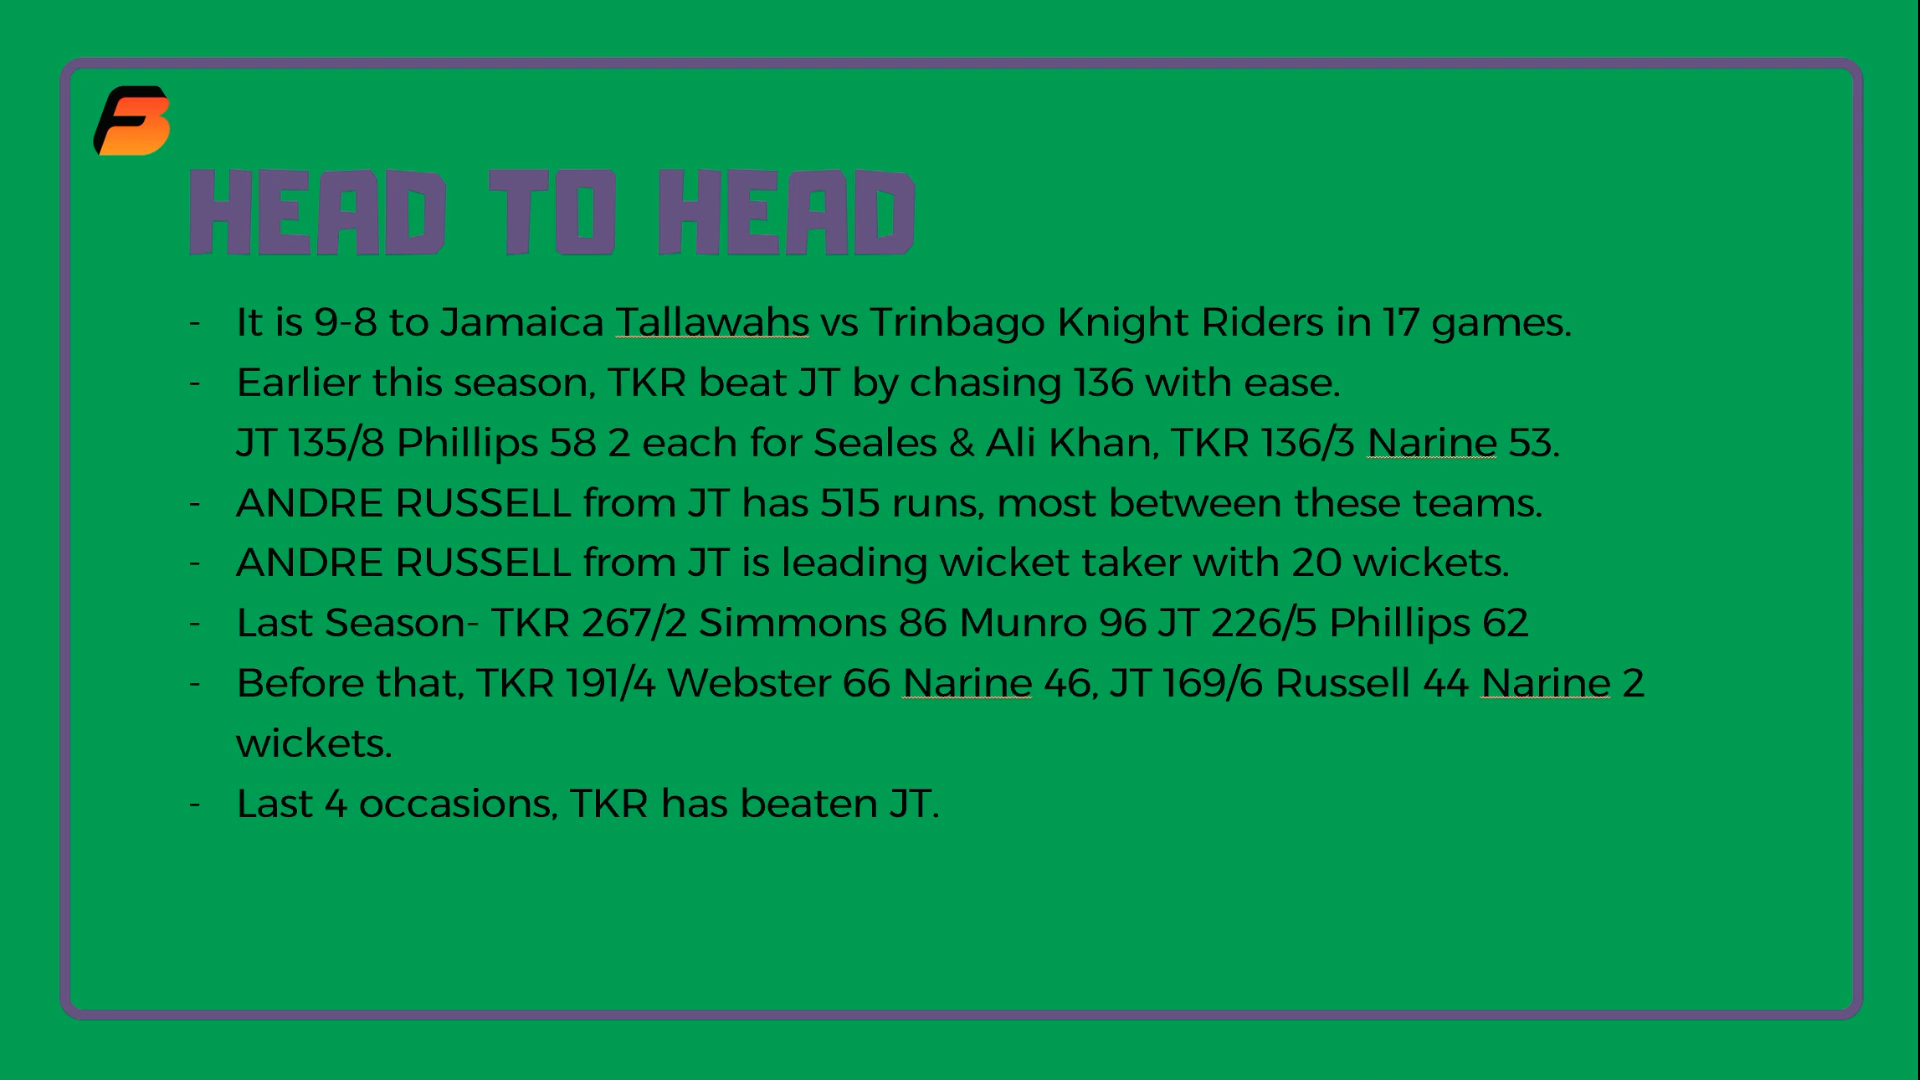 HEAD TO HEAD
- It is 9-8 to Jamaica Tallawahs vs Trinbago Knight Riders in 17 games.
- Earlier this season, TKR beat JT by chasing 136 with ease.
JT 135/8 Phillips 58 2 each for Seales & Ali Khan, TKR 136/3 Narine 53.
- ANDRE RUSSELL from JT has 515 runs, most between these teams.
- ANDRE RUSSELL from JT is leading wicket taker with 20 wickets.
- Last Season- TKR 267/2 Simmons 86 Munro 96 JT 226/5 Phillips 62
- Before that, TKR 191/4 Webster 66 Narine 46, JT 169/6 Russell 44 Narine 2
wickets.
- Last 4 occasions, TKR has beaten JT.